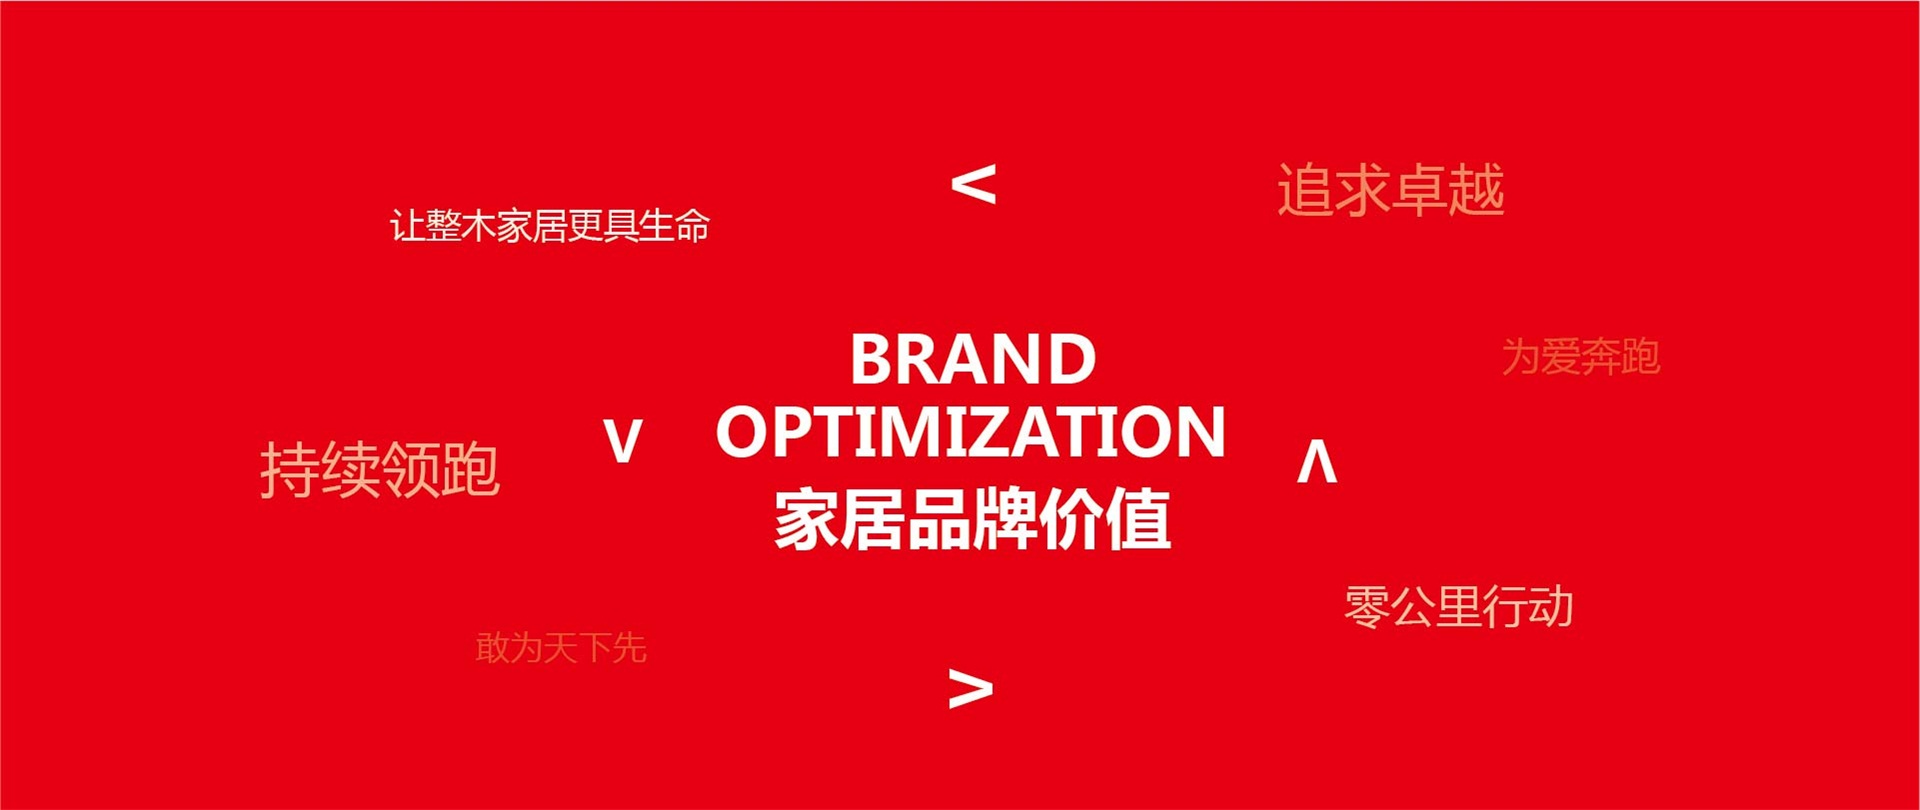 <
追求卓越
让整木家居更具生命
BRAND
为爱奔跑
OPTIMIZATION
持续领跑
V
Λ
家居品牌价值
零公里行动
敢为天下先
>